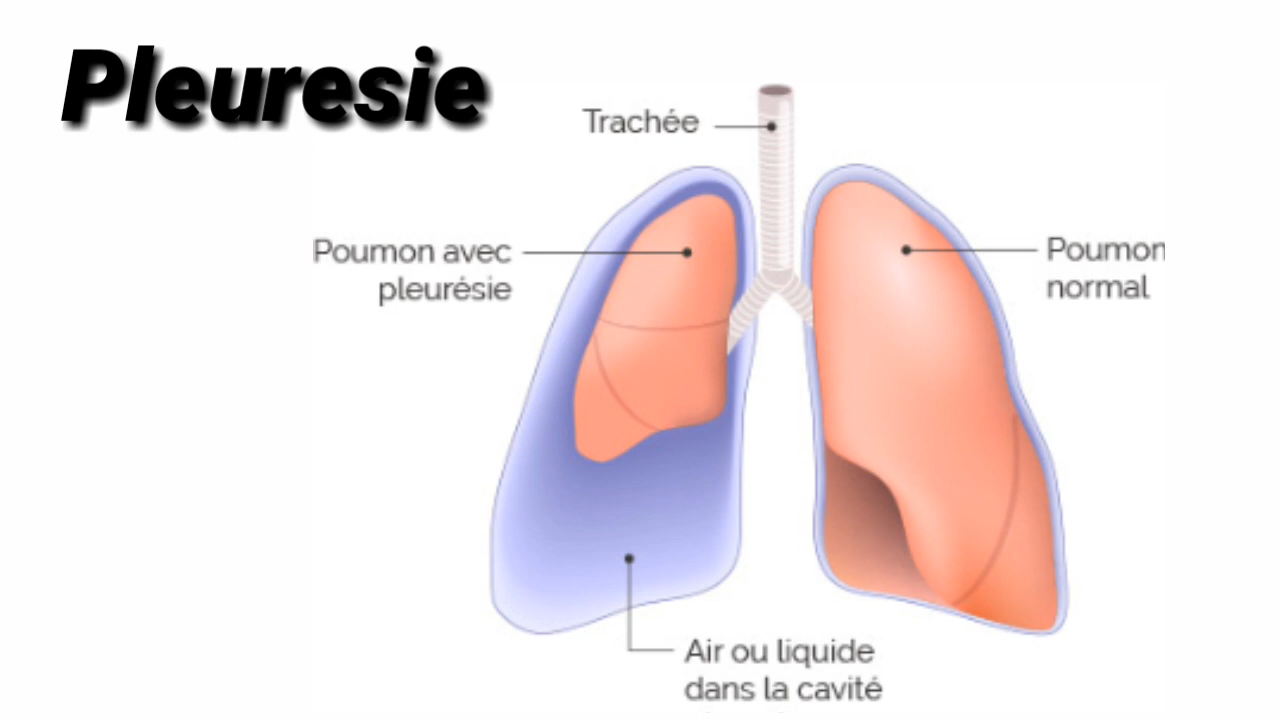 Pleuresie
Trachée
Poumon avec
pleurésie
Poumon
normal
Air ou liquide
dans la cavité